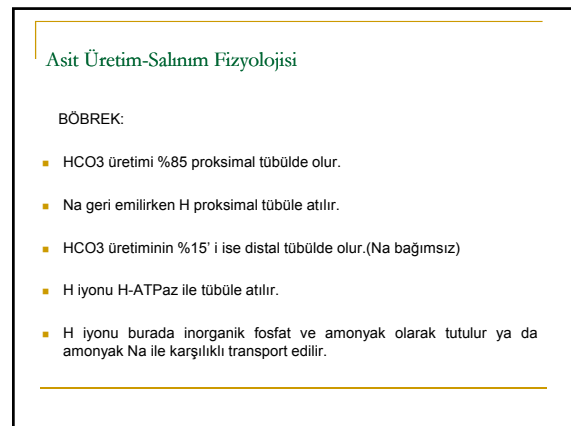 Asit Üretim-Salınım Fizyolojisi
BÖBREK:
HCO3 üretimi %85 proksimal tübülde olur.
Na geri emilirken H proksimal tübüle atılır.
HCO3 üretiminin %15' i ise distal tübülde olur.(Na bağımsız)
H iyonu H-ATPaz ile tübüle atılır.
H iyonu burada inorganik fosfat ve amonyak olarak tutulur ya da
amonyak Na ile karşılıklı transport edilir.